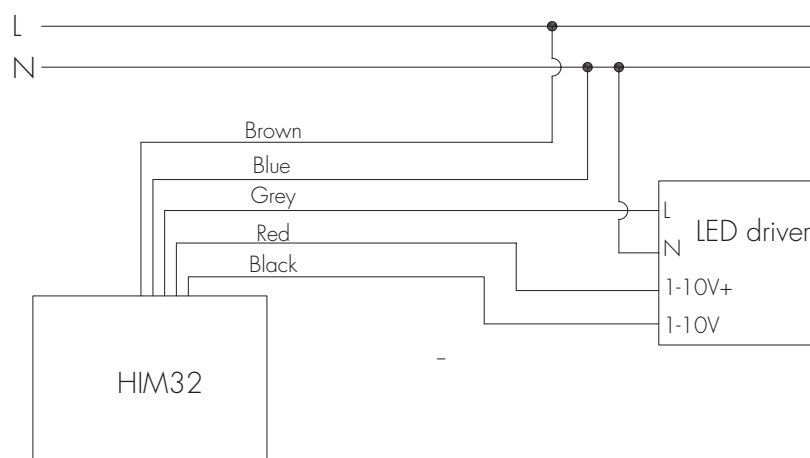 L
N
Brown
Blue
Grey
Red
Black
L
LED driver
N
1-10V+
1-10V
–
HIM32